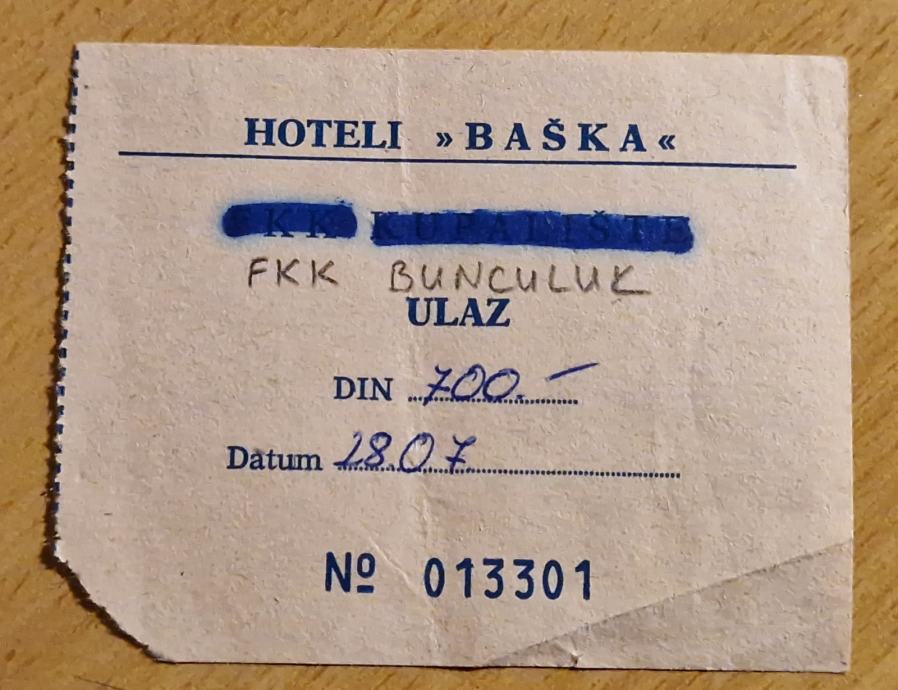 HOTELI »BAŠKA«
FKK KUPALIŠTE
FKK BUNCULUK
ULAZ
DIN 700.–
Datum 28.07
Nº 013301